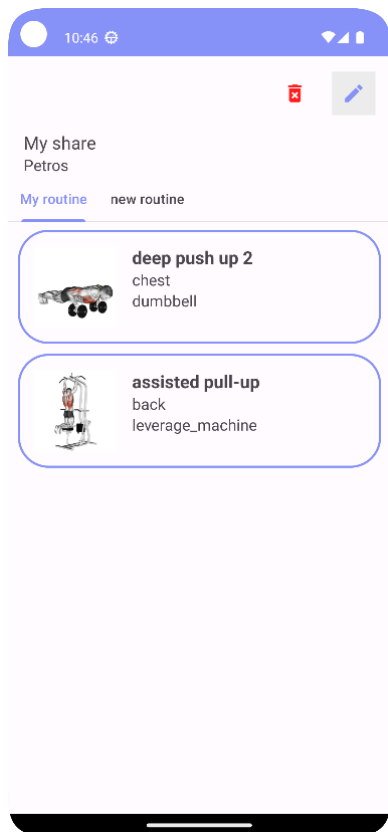 10:46
My share
Petros
My routine new routine
deep push up 2
chest
dumbbell
assisted pull-up
back
leverage_machine